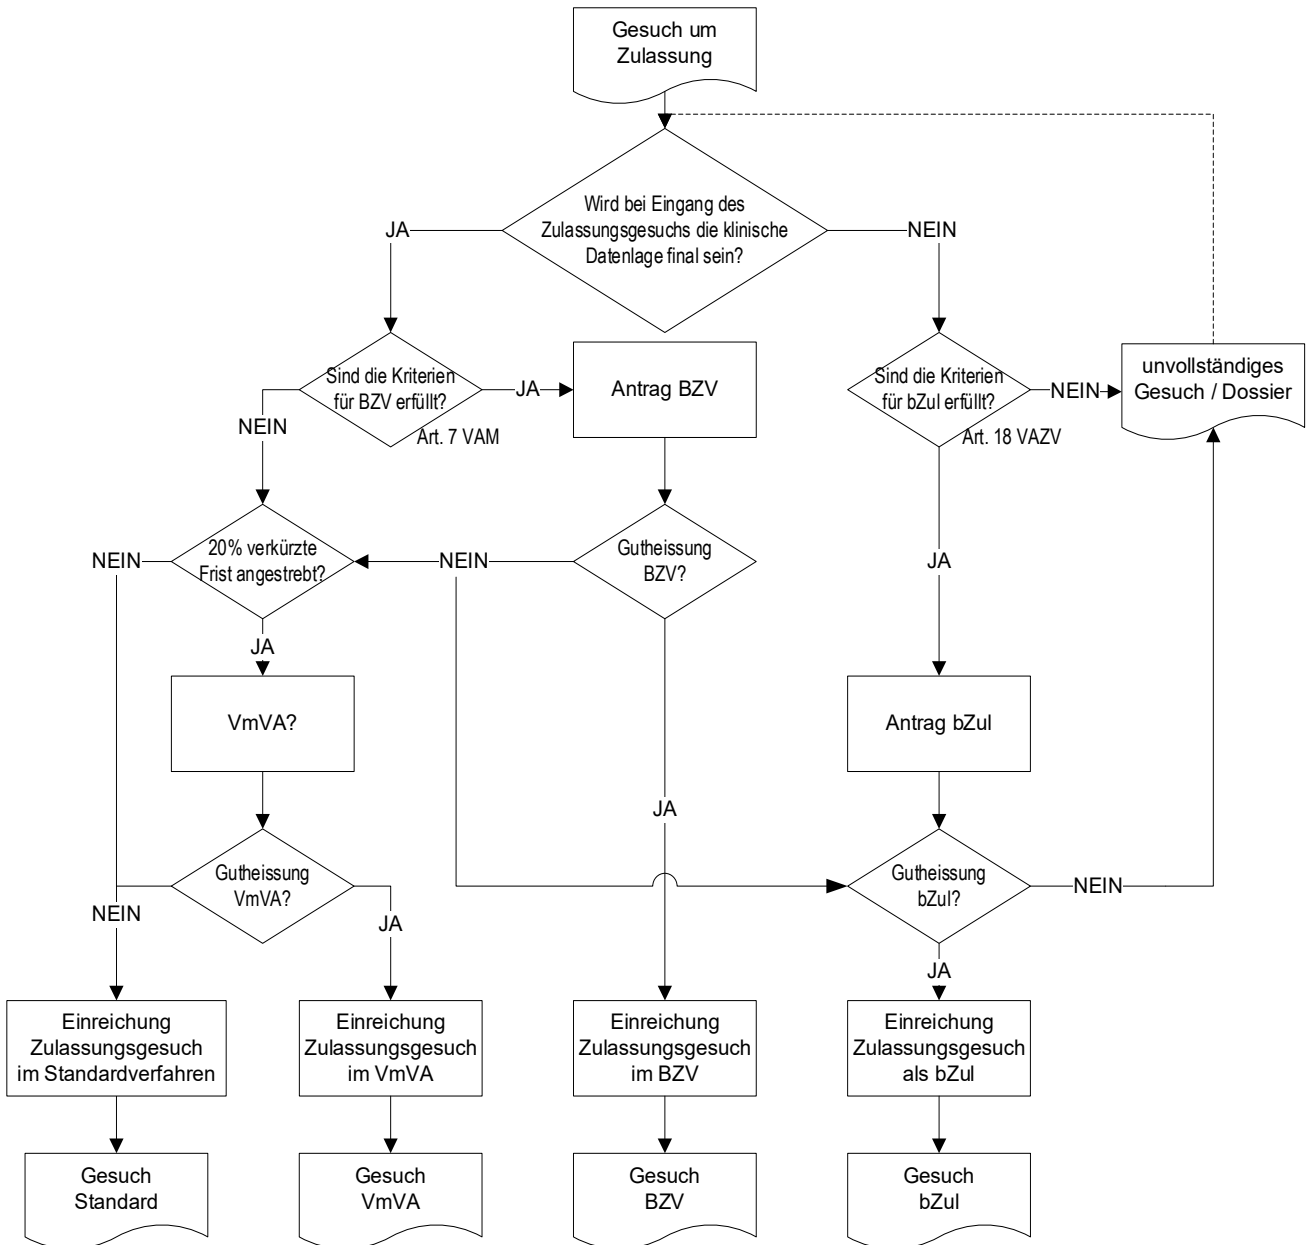 Gesuch um
Zulassung
Wird bei Eingang des
Zulassungsgesuchs die klinische
Datenlage final sein?
JA
NEIN
Sind die Kriterien
für BZV erfüllt?
Art. 7 VAM
JA
NEIN
Antrag BZV
Sind die Kriterien
für bZul erfüllt?
Art. 18 VAZV
NEIN
unvollständiges
Gesuch / Dossier
20% verkürzte
Frist angestrebt?
NEIN
JA
Gutheissung
BZV?
NEIN
JA
JA
VmVA?
Antrag bZul
Gutheissung
VmVA?
NEIN
JA
Gutheissung
bZul?
NEIN
JA
Einreichung
Zulassungsgesuch
im Standardverfahren
Einreichung
Zulassungsgesuch
im VmVA
Einreichung
Zulassungsgesuch
im BZV
Einreichung
Zulassungsgesuch
als bZul
Gesuch
Standard
Gesuch
VmVA
Gesuch
BZV
Gesuch
bZul